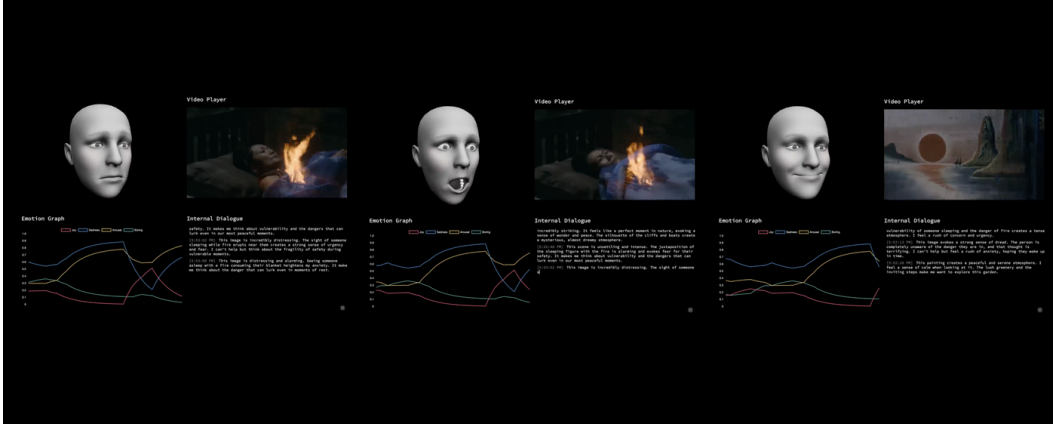 Video Player
Emotion Graph
Internal Dialogue
safety. It makes me think about vulnerability and the dangers that can
lurk even in our most peaceful moments.
This image is incredibly distressing. The sight of someone
sleeping while fire erupts near them creates a strong sense of urgency
and fear. I can't help but think about the fragility of safety during
vulnerable moments.
This image is distressing and alarming. Seeing someone
asleep with a fire consuming their blanket heightens my anxiety. It make
me think about the danger that can lurk even in moments of rest.
Video Player
Emotion Graph
Internal Dialogue
incredibly striking. It feels like a perfect moment in nature, evoking a
sense of wonder and peace. The silhouette of the cliffs and boats create
a mysterious, almost dreamy atmosphere.
This scene is unsettling and intense. The juxtaposition of
the sleeping figure with the fire is alarming and evokes fear for their
safety. It makes me think about vulnerability and the dangers that can
lurk even in our most peaceful moments.
This image is incredibly distressing. The sight of someone
Video Player
Emotion Graph
Internal Dialogue
vulnerability of someone sleeping and the danger of fire creates a tense
atmosphere. I feel a rush of concern and urgency.
This image evokes a strong sense of dread. The person is
completely unaware of the danger they are in, and that thought is
terrifying. I can't help but feel a rush of anxiety, hoping they wake up
in time.
This painting creates a peaceful and serene atmosphere. I
feel a sense of calm when looking at it. The lush greenery and the
inviting steps make me want to explore this garden.